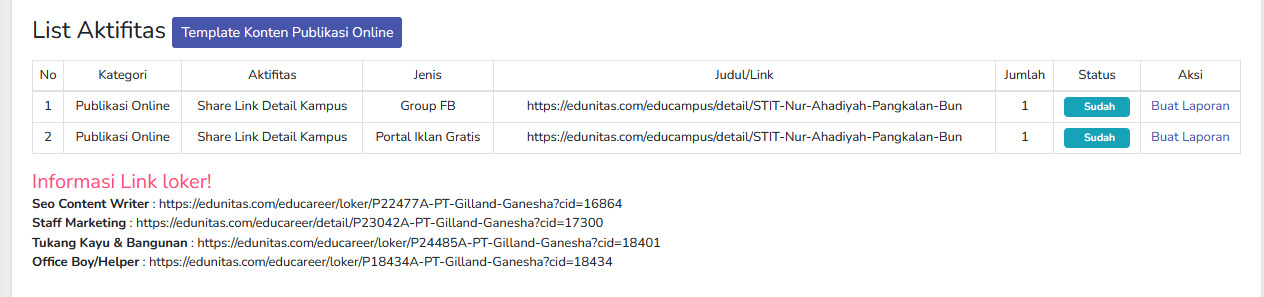 List Aktifitas Template Konten Publikasi Online
No Kategori Aktifitas Jenis Judul/Link Jumlah Status Aksi
1 Publikasi Online Share Link Detail Kampus Group FB https://edunitas.com/educampus/detail/STIT-Nur-Ahadiyah-Pangkalan-Bun 1 Sudah Buat Laporan
2 Publikasi Online Share Link Detail Kampus Portal Iklan Gratis https://edunitas.com/educampus/detail/STIT-Nur-Ahadiyah-Pangkalan-Bun 1 Sudah Buat Laporan
Informasi Link loker!
Seo Content Writer : https://edunitas.com/educareer/loker/P22477A-PT-Gilland-Ganesha?cid=16864
Staff Marketing : https://edunitas.com/educareer/detail/P23042A-PT-Gilland-Ganesha?cid=17300
Tukang Kayu & Bangunan : https://edunitas.com/educareer/loker/P24485A-PT-Gilland-Ganesha?cid=18401
Office Boy/Helper : https://edunitas.com/educareer/loker/P18434A-PT-Gilland-Ganesha?cid=18434